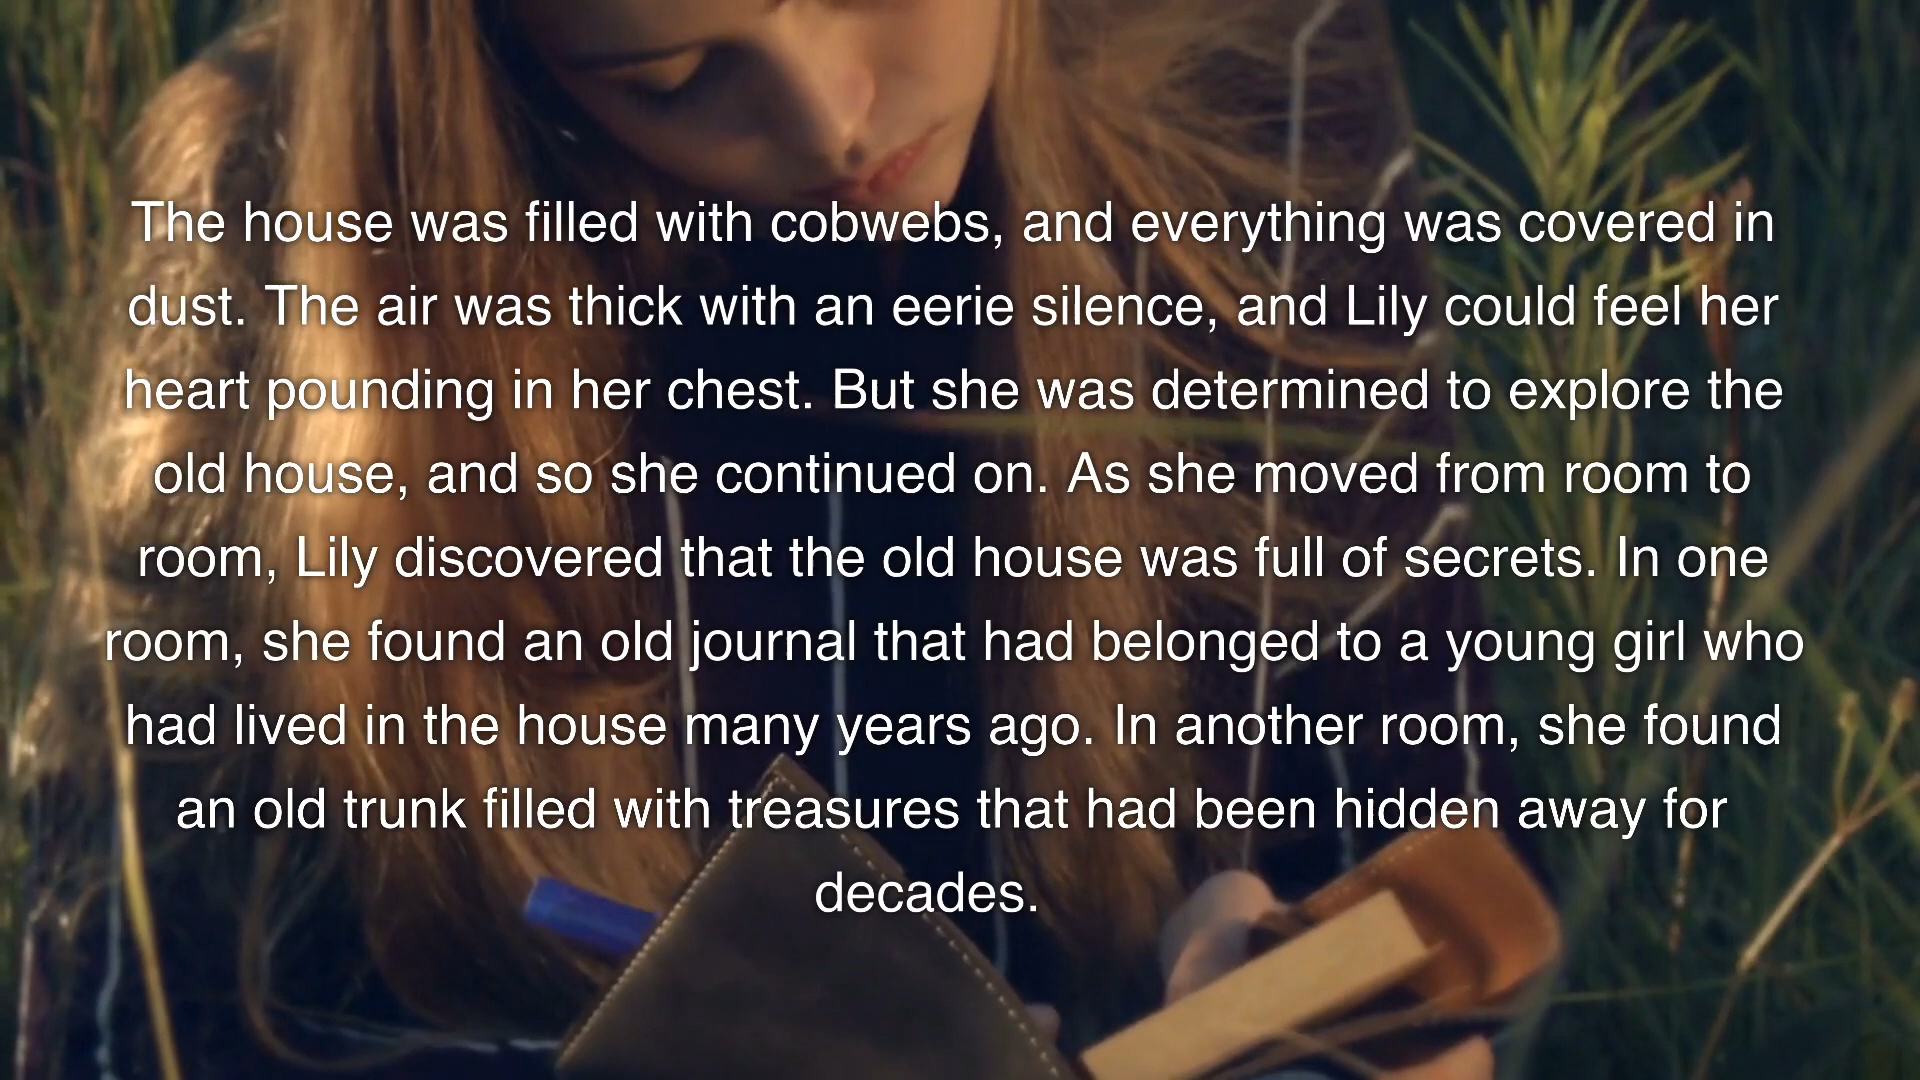 The house was filled with cobwebs, and everything was covered in
dust. The air was thick with an eerie silence, and Lily could feel her
heart pounding in her chest. But she was determined to explore the
old house, and so she continued on. As she moved from room to
room, Lily discovered that the old house was full of secrets. In one
room, she found an old journal that had belonged to a young girl who
had lived in the house many years ago. In another room, she found
an old trunk filled with treasures that had been hidden away for
decades.